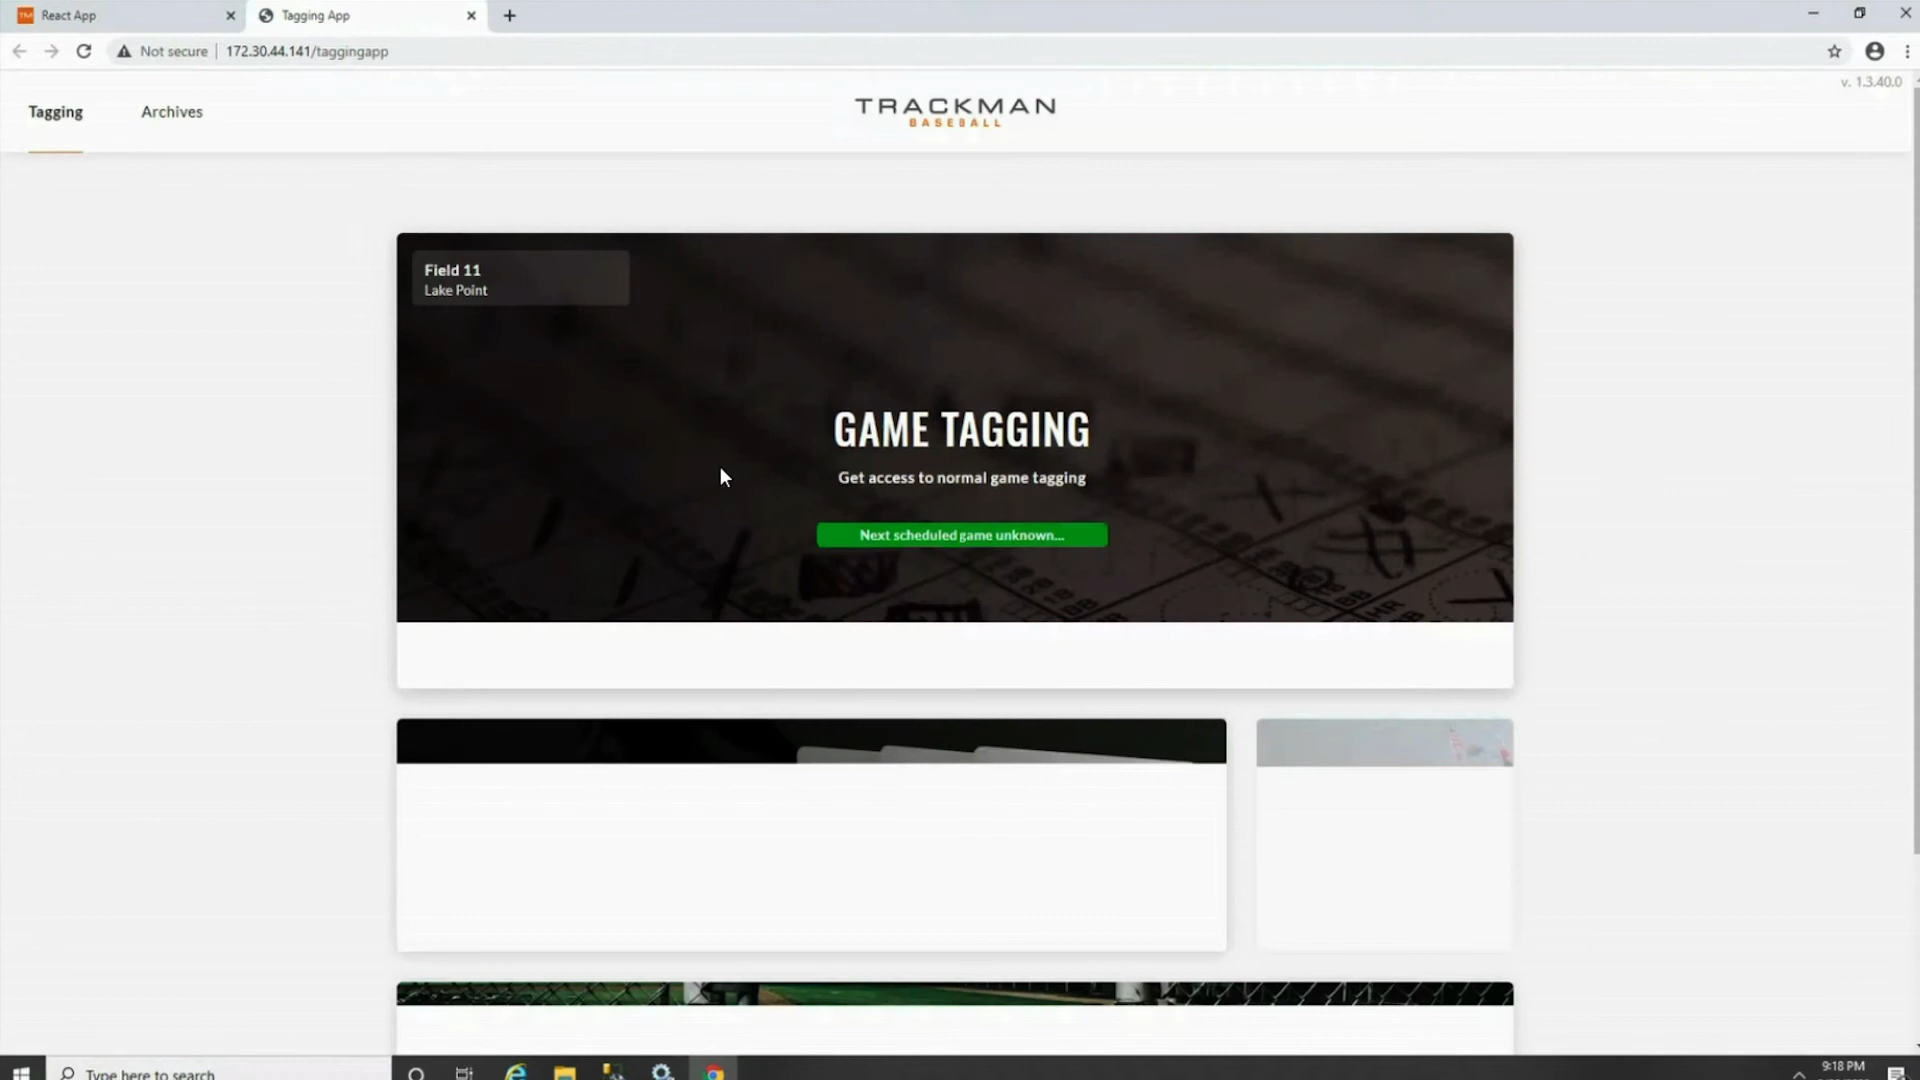 React App
Tagging App
Not secure
172.30.44.141/taggingapp
v. 1.3.40.0
Tagging
Archives
TRACKMAN
BASEBALL
Field 11
Lake Point
GAME TAGGING
Get access to normal game tagging
Next scheduled game unknown...
Type here to search
9:18 PM